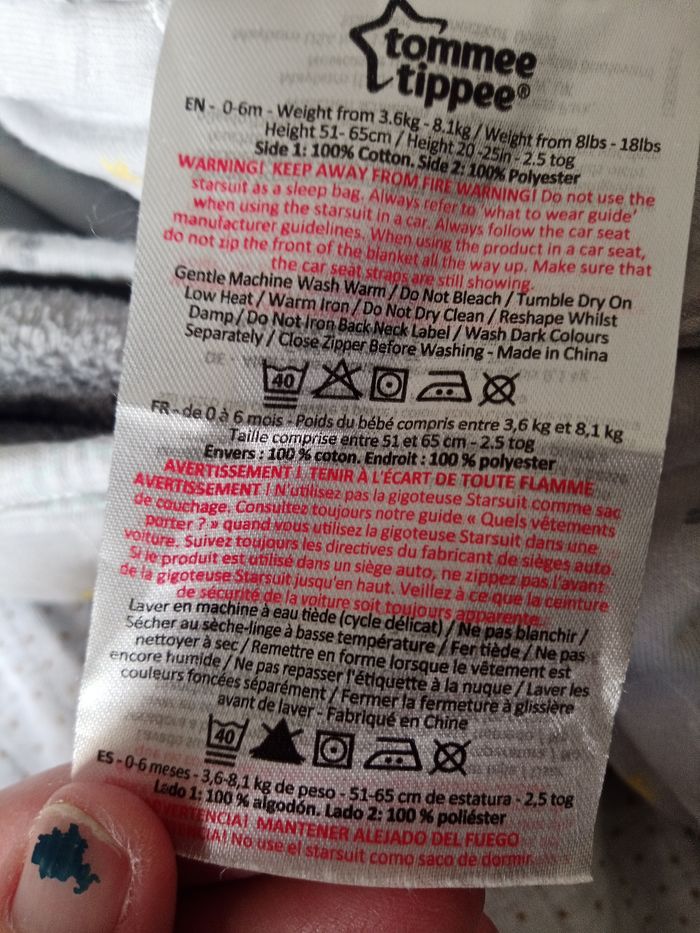 tommee
tippee®
EN - 0-6m - Weight from 3.6kg - 8.1kg / Weight from 8lbs - 18lbs
Height 51- 65cm / Height 20 -25in - 2.5 tog
Side 1: 100% Cotton. Side 2: 100% Polyester
WARNING! KEEP AWAY FROM FIRE WARNING! Do not use the
starsuit as a sleep bag. Always refer to 'what to wear guide'
when using the starsuit in a car. Always follow the car seat
manufacturer guidelines. When using the product in a car seat,
do not zip the front of the blanket all the way up. Make sure that
the car seat straps are still showing.
Gentle Machine Wash Warm / Do Not Bleach / Tumble Dry On
Low Heat / Warm Iron / Do Not Dry Clean / Reshape Whilst
Damp / Do Not Iron Back Neck Label / Wash Dark Colours
Separately / Close Zipper Before Washing - Made in China
40
FR - de 0 à 6 mois - Poids du bébé compris entre 3,6 kg et 8,1 kg
Taille comprise entre 51 et 65 cm - 2.5 tog
Envers : 100 % coton. Endroit : 100 % polyester
AVERTISSEMENT ! TENIR À L'ÉCART DE TOUTE FLAMME
AVERTISSEMENT ! N'utilisez pas la gigoteuse Starsuit comme sac
de couchage. Consultez toujours notre guide « Quels vêtements
porter ? » quand vous utilisez la gigoteuse Starsuit dans une
voiture. Suivez toujours les directives du fabricant de sièges auto.
Si le produit est utilisé dans un siège auto, ne zippez pas l'avant
de la gigoteuse Starsuit jusqu'en haut. Veillez à ce que la ceinture
de sécurité de la voiture soit toujours apparente.
Laver en machine à eau tiède (cycle délicat) / Ne pas blanchir /
Sécher au sèche-linge à basse température / Fer tiède / Ne pas
nettoyer à sec / Remettre en forme lorsque le vêtement est
encore humide / Ne pas repasser l'étiquette à la nuque / Laver les
couleurs foncées séparément / Fermer la fermeture à glissière
avant de laver - Fabriqué en Chine
40
ES - 0-6 meses - 3,6-8,1 kg de peso - 51-65 cm de estatura - 2,5 tog
Lado 1: 100 % algodón. Lado 2: 100 % poliéster
MANTENER ALEJADO DEL FUEGO
No use el starsuit como saco de dormir.